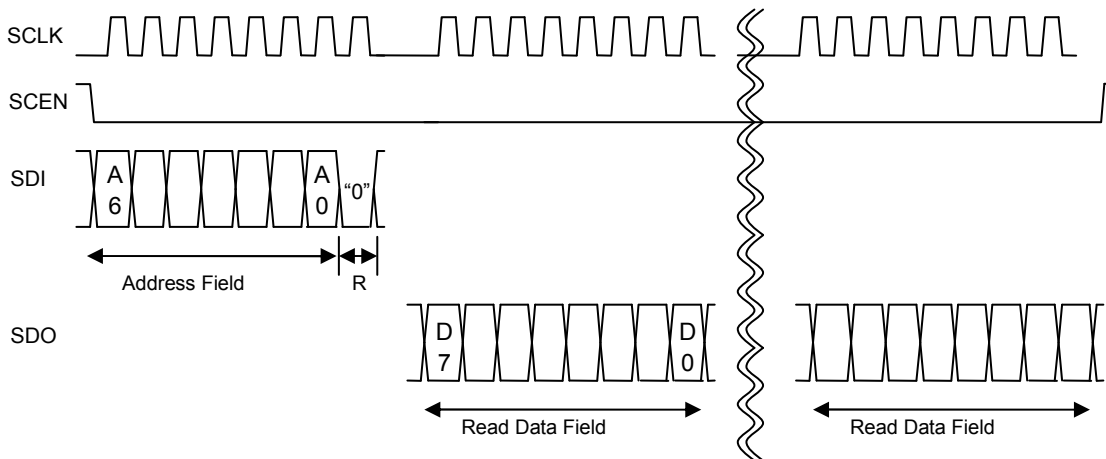 SCLK
SCEN
SDI
A
6
A
0
“0”
Address Field
R
SDO
D
7
D
0
Read Data Field
Read Data Field